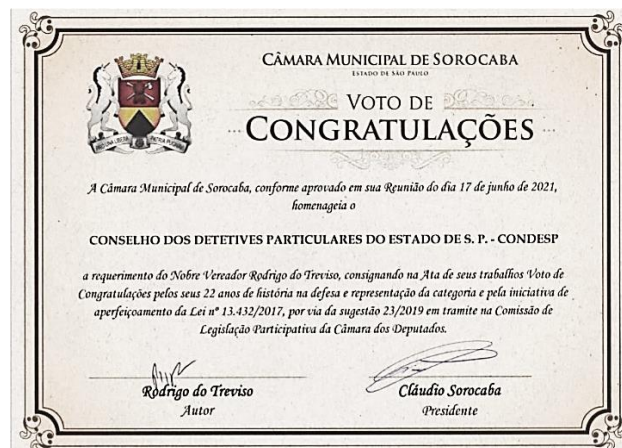 CÂMARA MUNICIPAL DE SOROCABA
ESTADO DE SÃO PAULO
VOTO DE
CONGRATULAÇÕES
A Câmara Municipal de Sorocaba, conforme aprovado em sua Reunião do dia 17 de junho de 2021,
homenageia o
CONSELHO DOS DETETIVES PARTICULARES DO ESTADO DE S. P. - CONDESP
a requerimento do Nobre Vereador Rodrigo do Treviso, consignando na Ata de seus trabalhos Voto de
Congratulações pelos seus 22 anos de história na defesa e representação da categoria e pela iniciativa de
aperfeiçoamento da Lei nº 13.432/2017, por via da sugestão 23/2019 em tramite na Comissão de
Legislação Participativa da Câmara dos Deputados.
Rodrigo do Treviso
Autor
Cláudio Sorocaba
Presidente